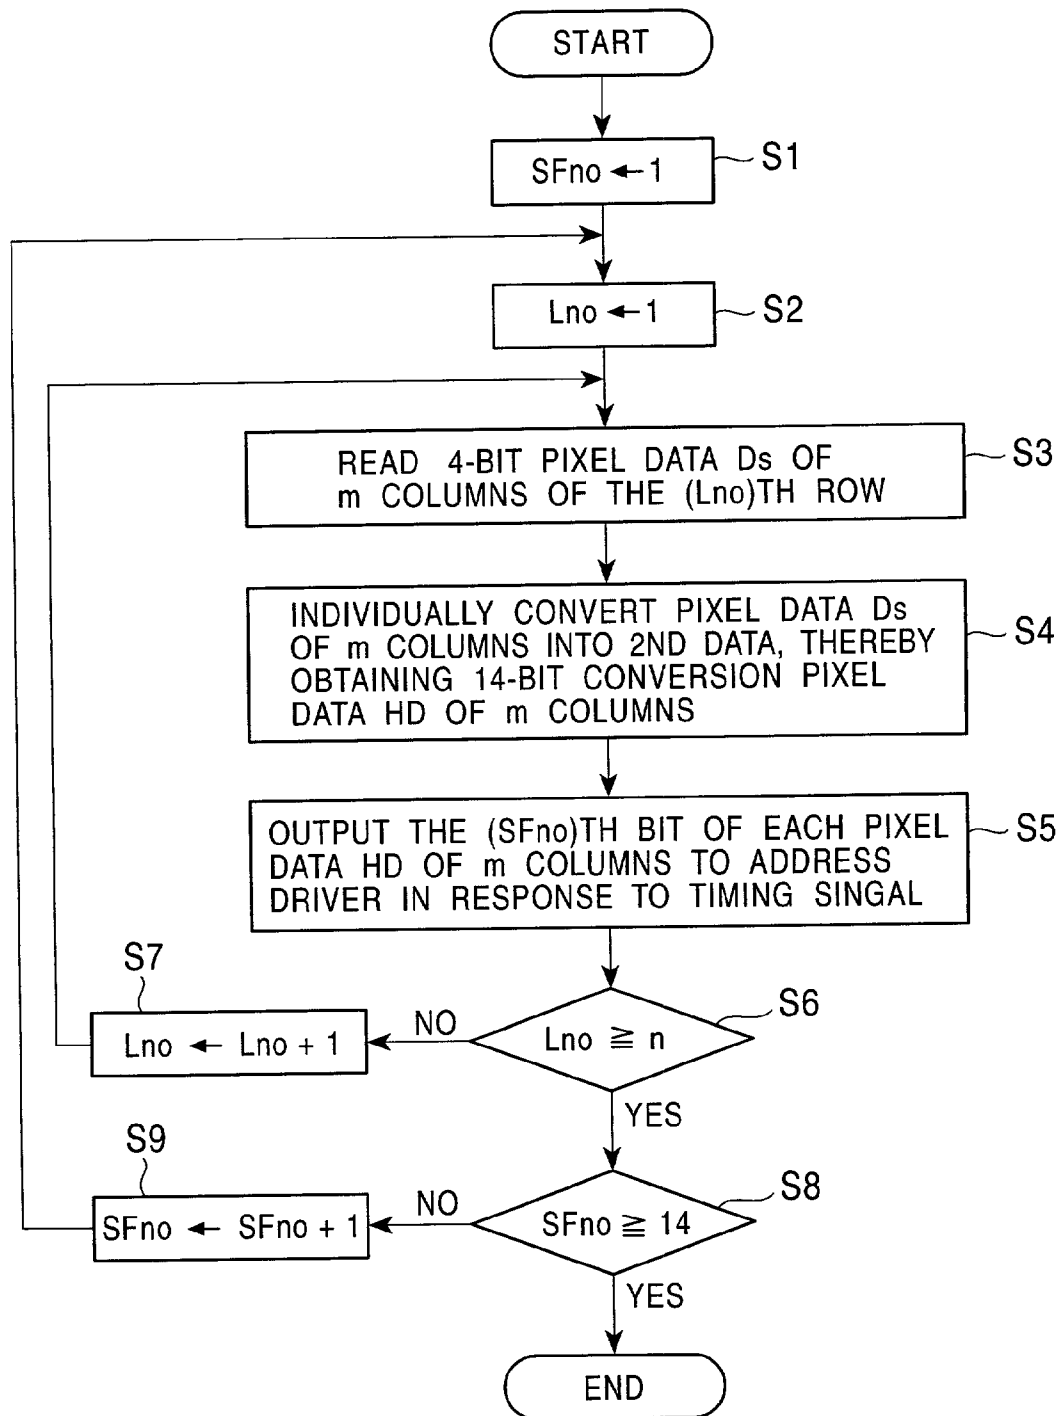 START
SFno ← 1
S1
Lno ← 1
S2
READ 4-BIT PIXEL DATA Ds OF
m COLUMNS OF THE (Lno)TH ROW
S3
INDIVIDUALLY CONVERT PIXEL DATA Ds
OF m COLUMNS INTO 2ND DATA, THEREBY
OBTAINING 14-BIT CONVERSION PIXEL
DATA HD OF m COLUMNS
S4
OUTPUT THE (SFno)TH BIT OF EACH PIXEL
DATA HD OF m COLUMNS TO ADDRESS
DRIVER IN RESPONSE TO TIMING SINGAL
S5
Lno ≧ n
S6
NO
S7
Lno ← Lno + 1
YES
SFno ≧ 14
S8
NO
S9
SFno ← SFno + 1
YES
END